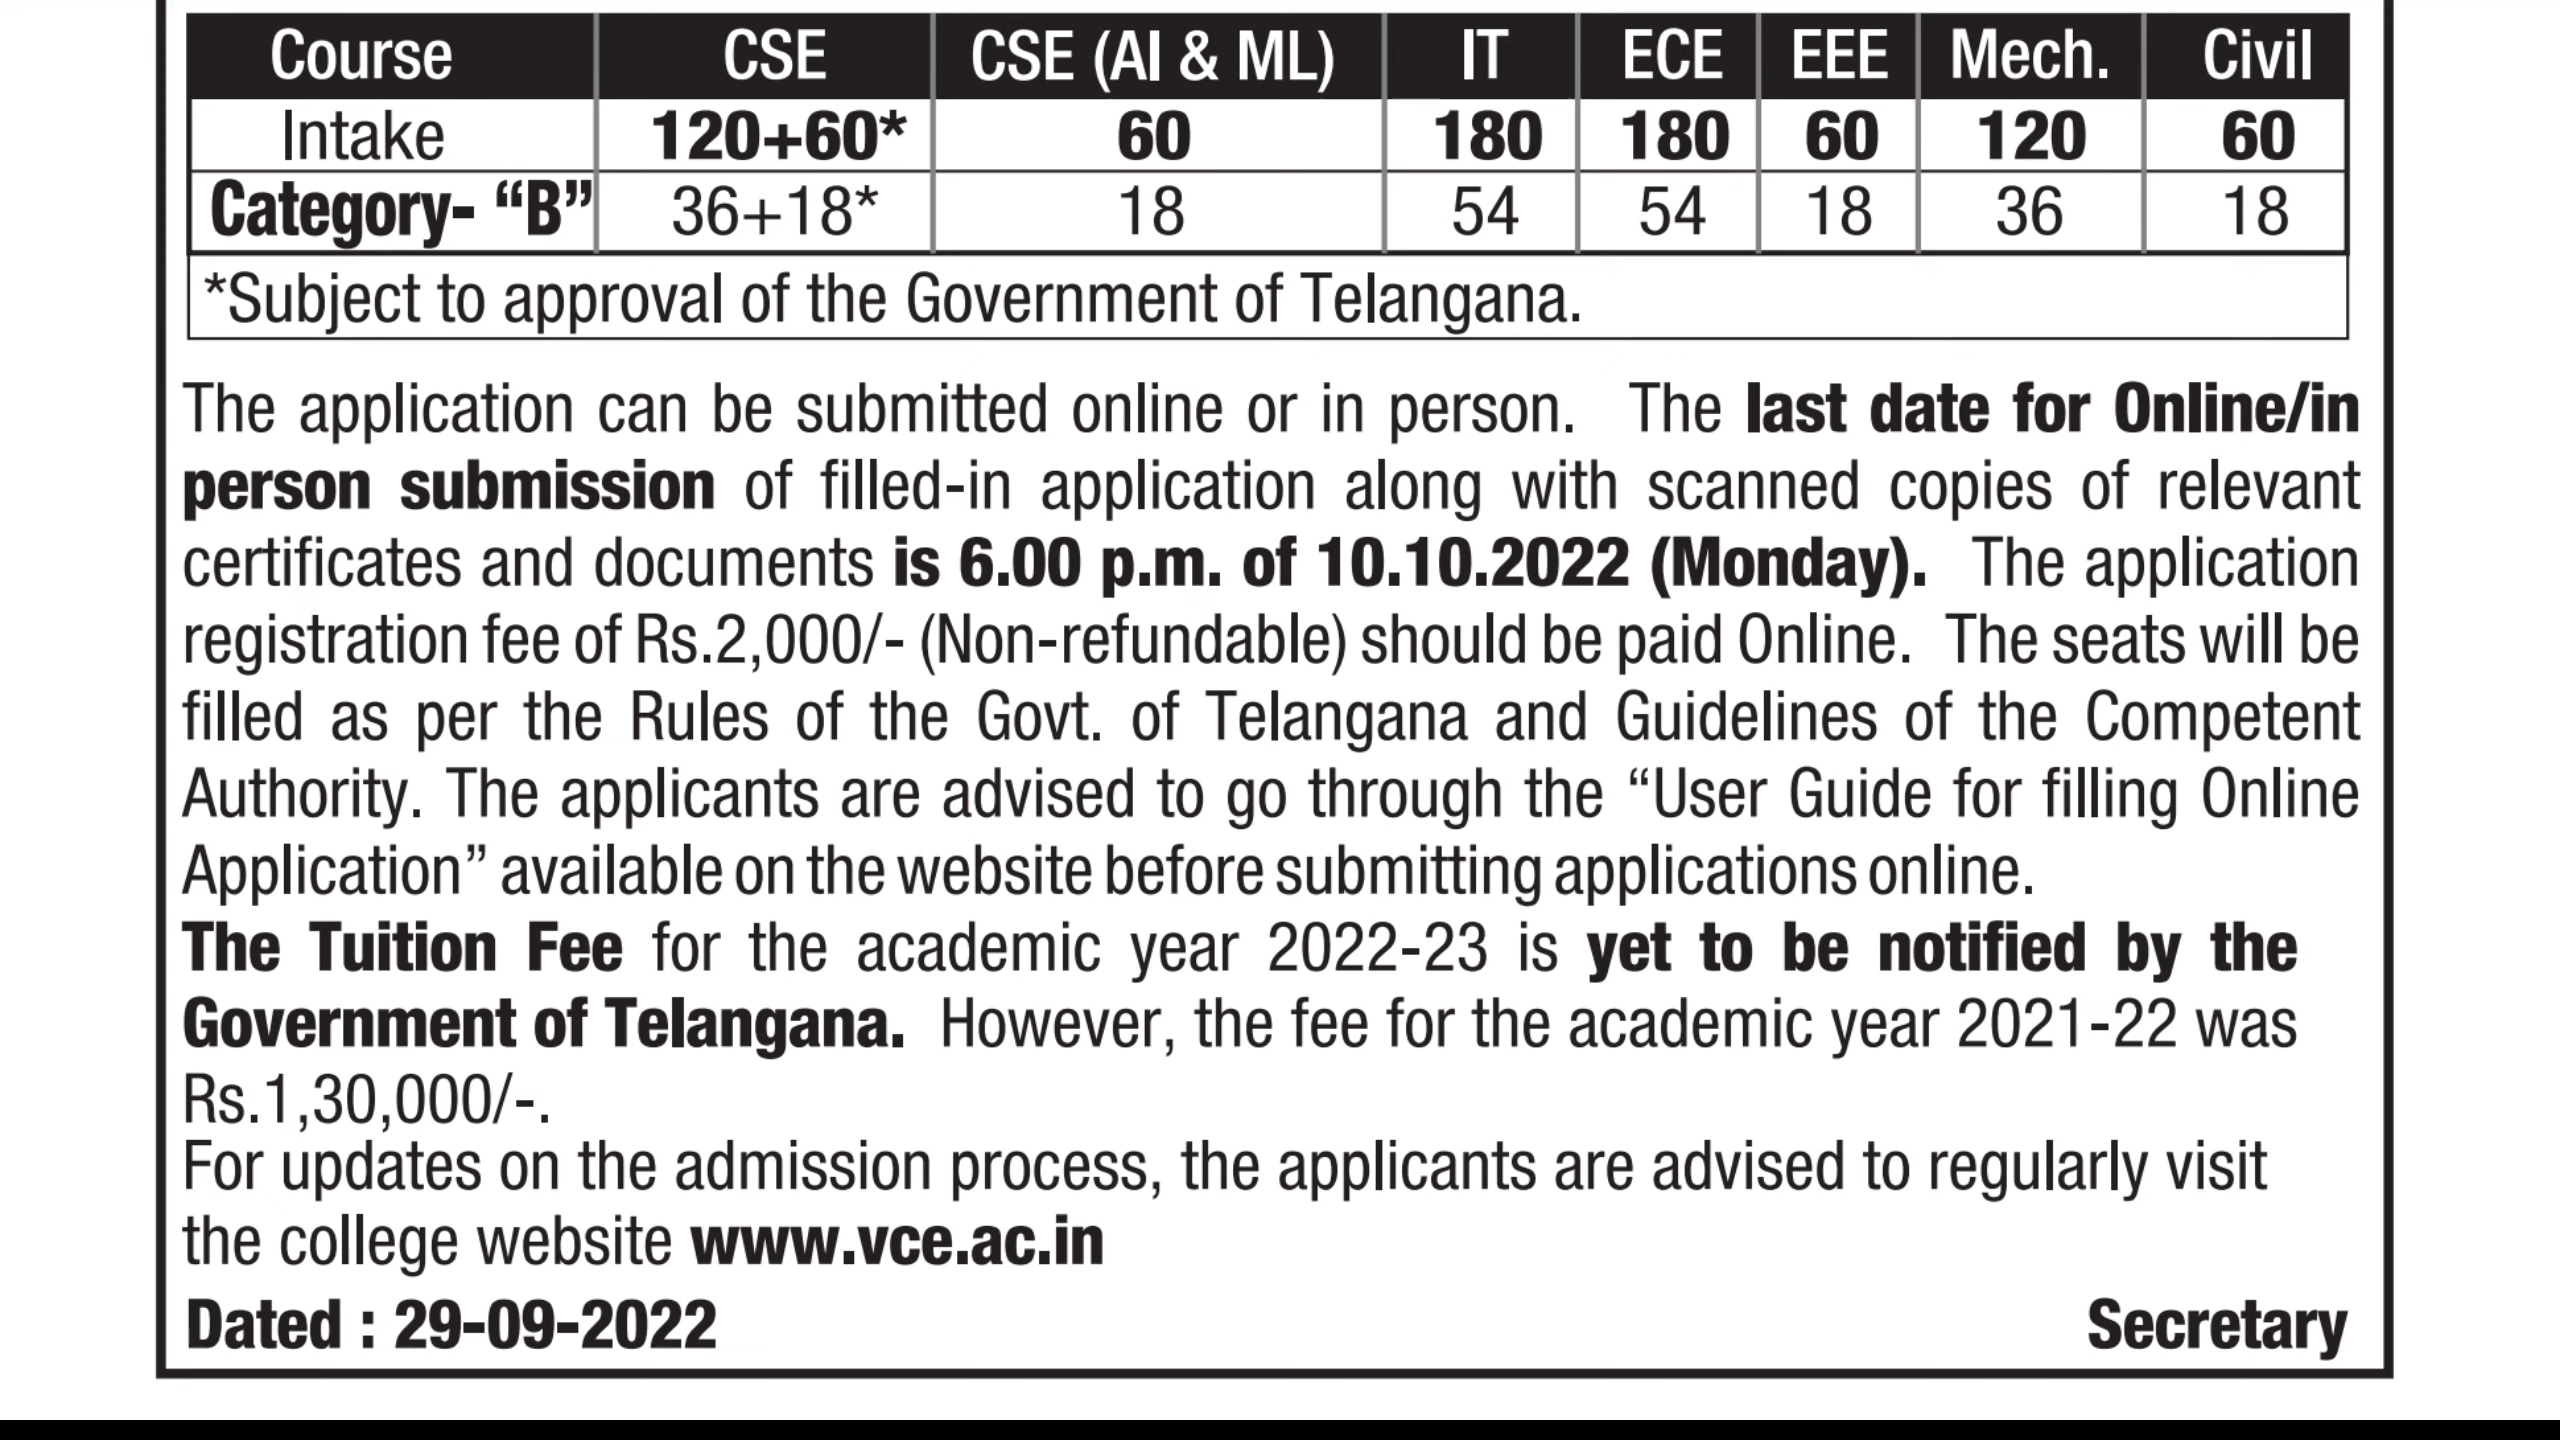 Course CSE CSE (AI & ML) IT ECE EEE Mech. Civil
Intake 120+60* 60 180 180 60 120 60
Category- “B” 36+18* 18 54 54 18 36 18
*Subject to approval of the Government of Telangana.
The application can be submitted online or in person. The last date for Online/in
person submission of filled-in application along with scanned copies of relevant
certificates and documents is 6.00 p.m. of 10.10.2022 (Monday). The application
registration fee of Rs.2,000/- (Non-refundable) should be paid Online. The seats will be
filled as per the Rules of the Govt. of Telangana and Guidelines of the Competent
Authority. The applicants are advised to go through the “User Guide for filling Online
Application” available on the website before submitting applications online.
The Tuition Fee for the academic year 2022-23 is yet to be notified by the
Government of Telangana. However, the fee for the academic year 2021-22 was
Rs.1,30,000/-.
For updates on the admission process, the applicants are advised to regularly visit
the college website www.vce.ac.in
Dated : 29-09-2022 Secretary